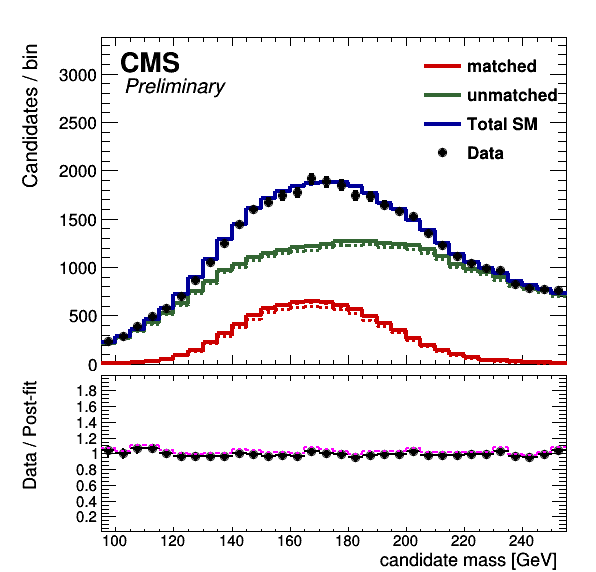 CMS
Preliminary
matched
unmatched
Total SM
Data
Candidates / bin
3000
2500
2000
1500
1000
500
0
Data / Post-fit
1.8
1.6
1.4
1.2
1
0.8
0.6
0.4
0.2
100 120 140 160 180 200 220 240
candidate mass [GeV]